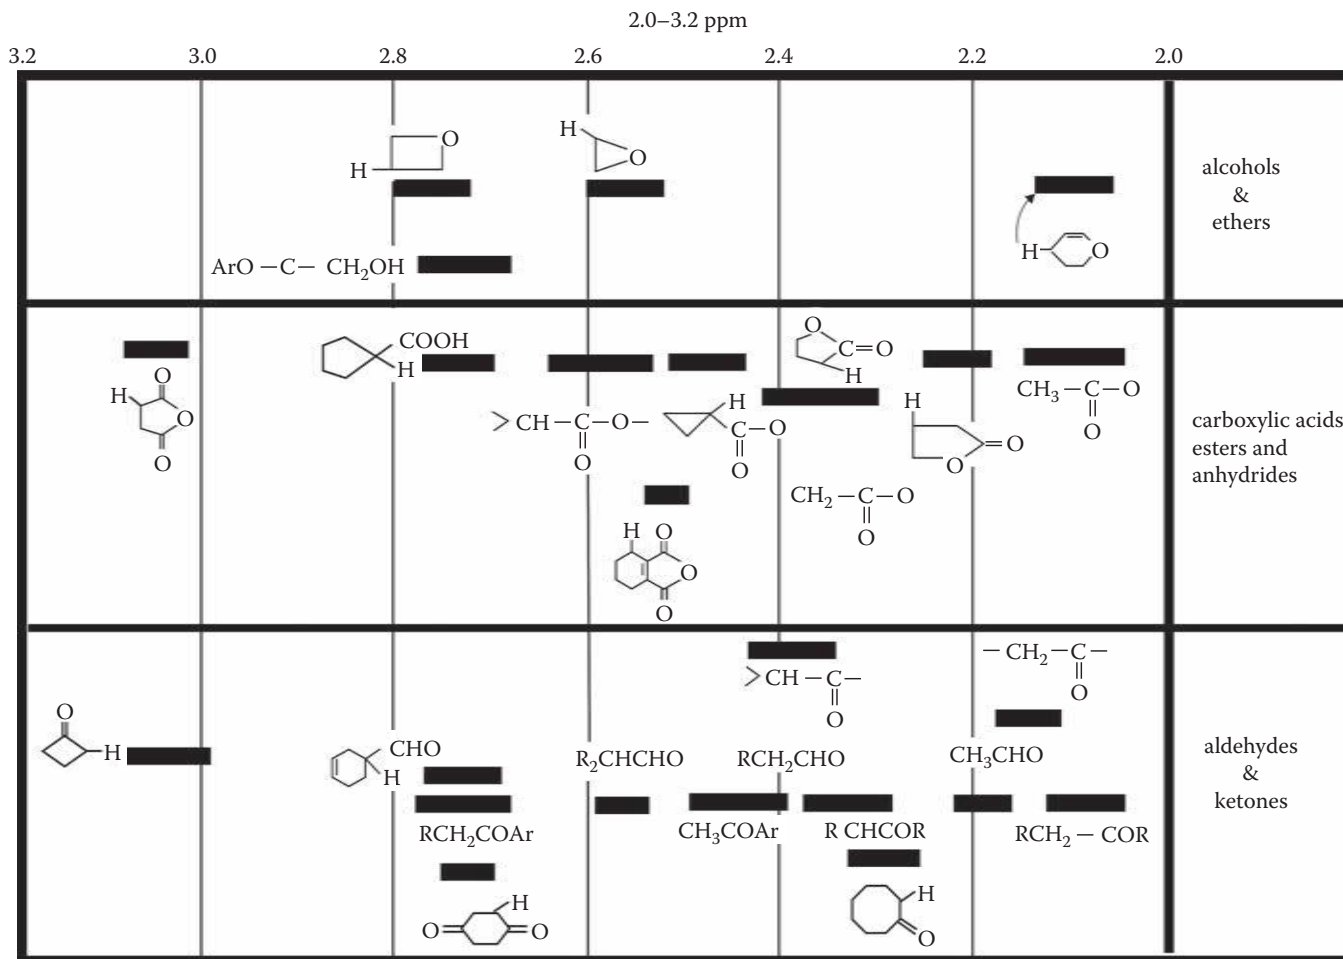 2.0–3.2 ppm
3.2 3.0 2.8 2.6 2.4 2.2 2.0
O
H
H
O
H
O
ArO — C — CH₂OH
alcohols
&
ethers
COOH
H
O
H
O
O
>CH — C — O —
O
H
C — O
O
O
C=O
H
CH₂ — C — O
O
H
O
O
CH₃ — C — O
O
H
O
O
O
carboxylic acids
esters and
anhydrides
>CH — C —
O
— CH₂ — C —
O
O
H
CHO
H
R₂CHCHO
RCH₂CHO
CH₃CHO
RCH₂COAr
CH₃COAr
R CHCOR
RCH₂ — COR
H
O
O
H
O
aldehydes
&
ketones